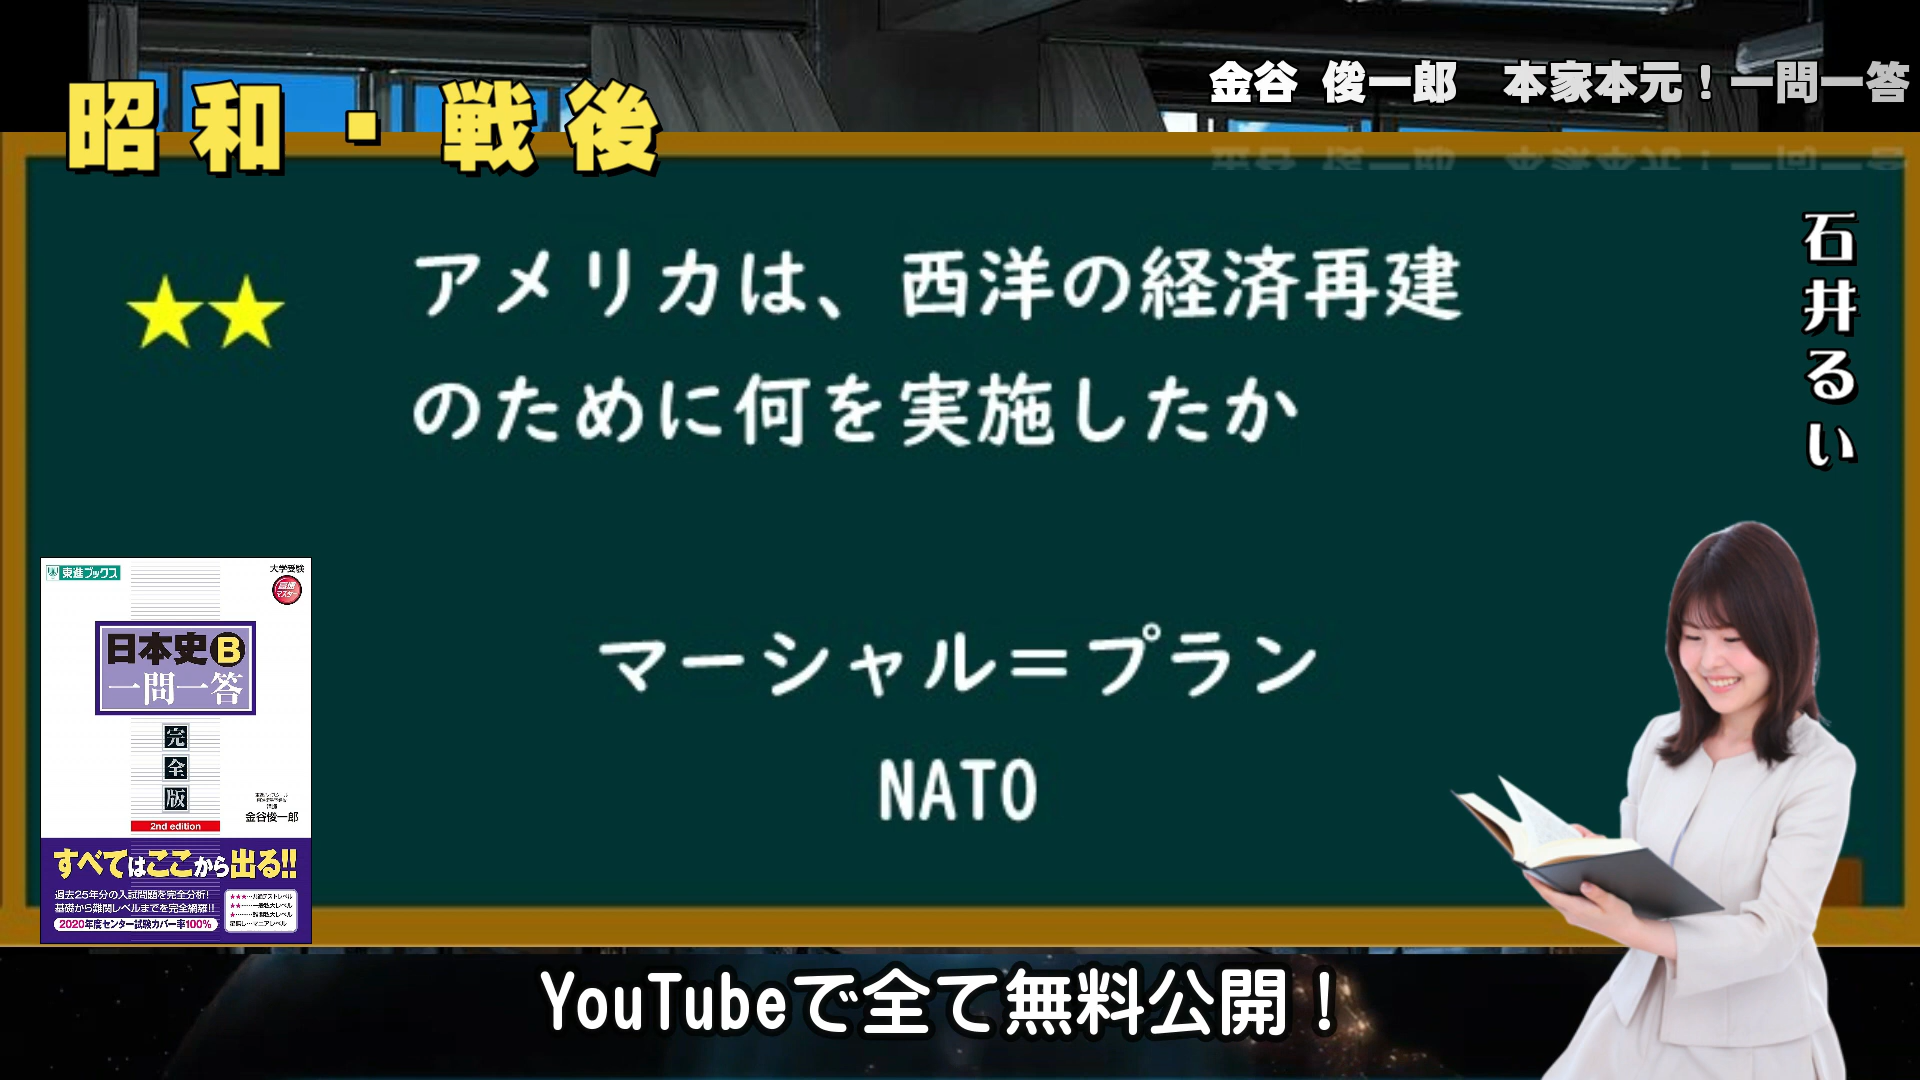 金谷 俊一郎　本家本元！一問一答
昭和・戦後
★★
アメリカは、西洋の経済再建
のために何を実施したか
石井るい
マーシャル＝プラン
NATO
東進ブックス
大学受験
日本史B
一問一答
完全版
2nd edition
金谷俊一郎
すべてはここから出る!!
過去25年分の入試問題を完全分析!
基礎から難関レベルまでを完全網羅!!
2020年度センター試験カバー率100%
YouTubeで全て無料公開！